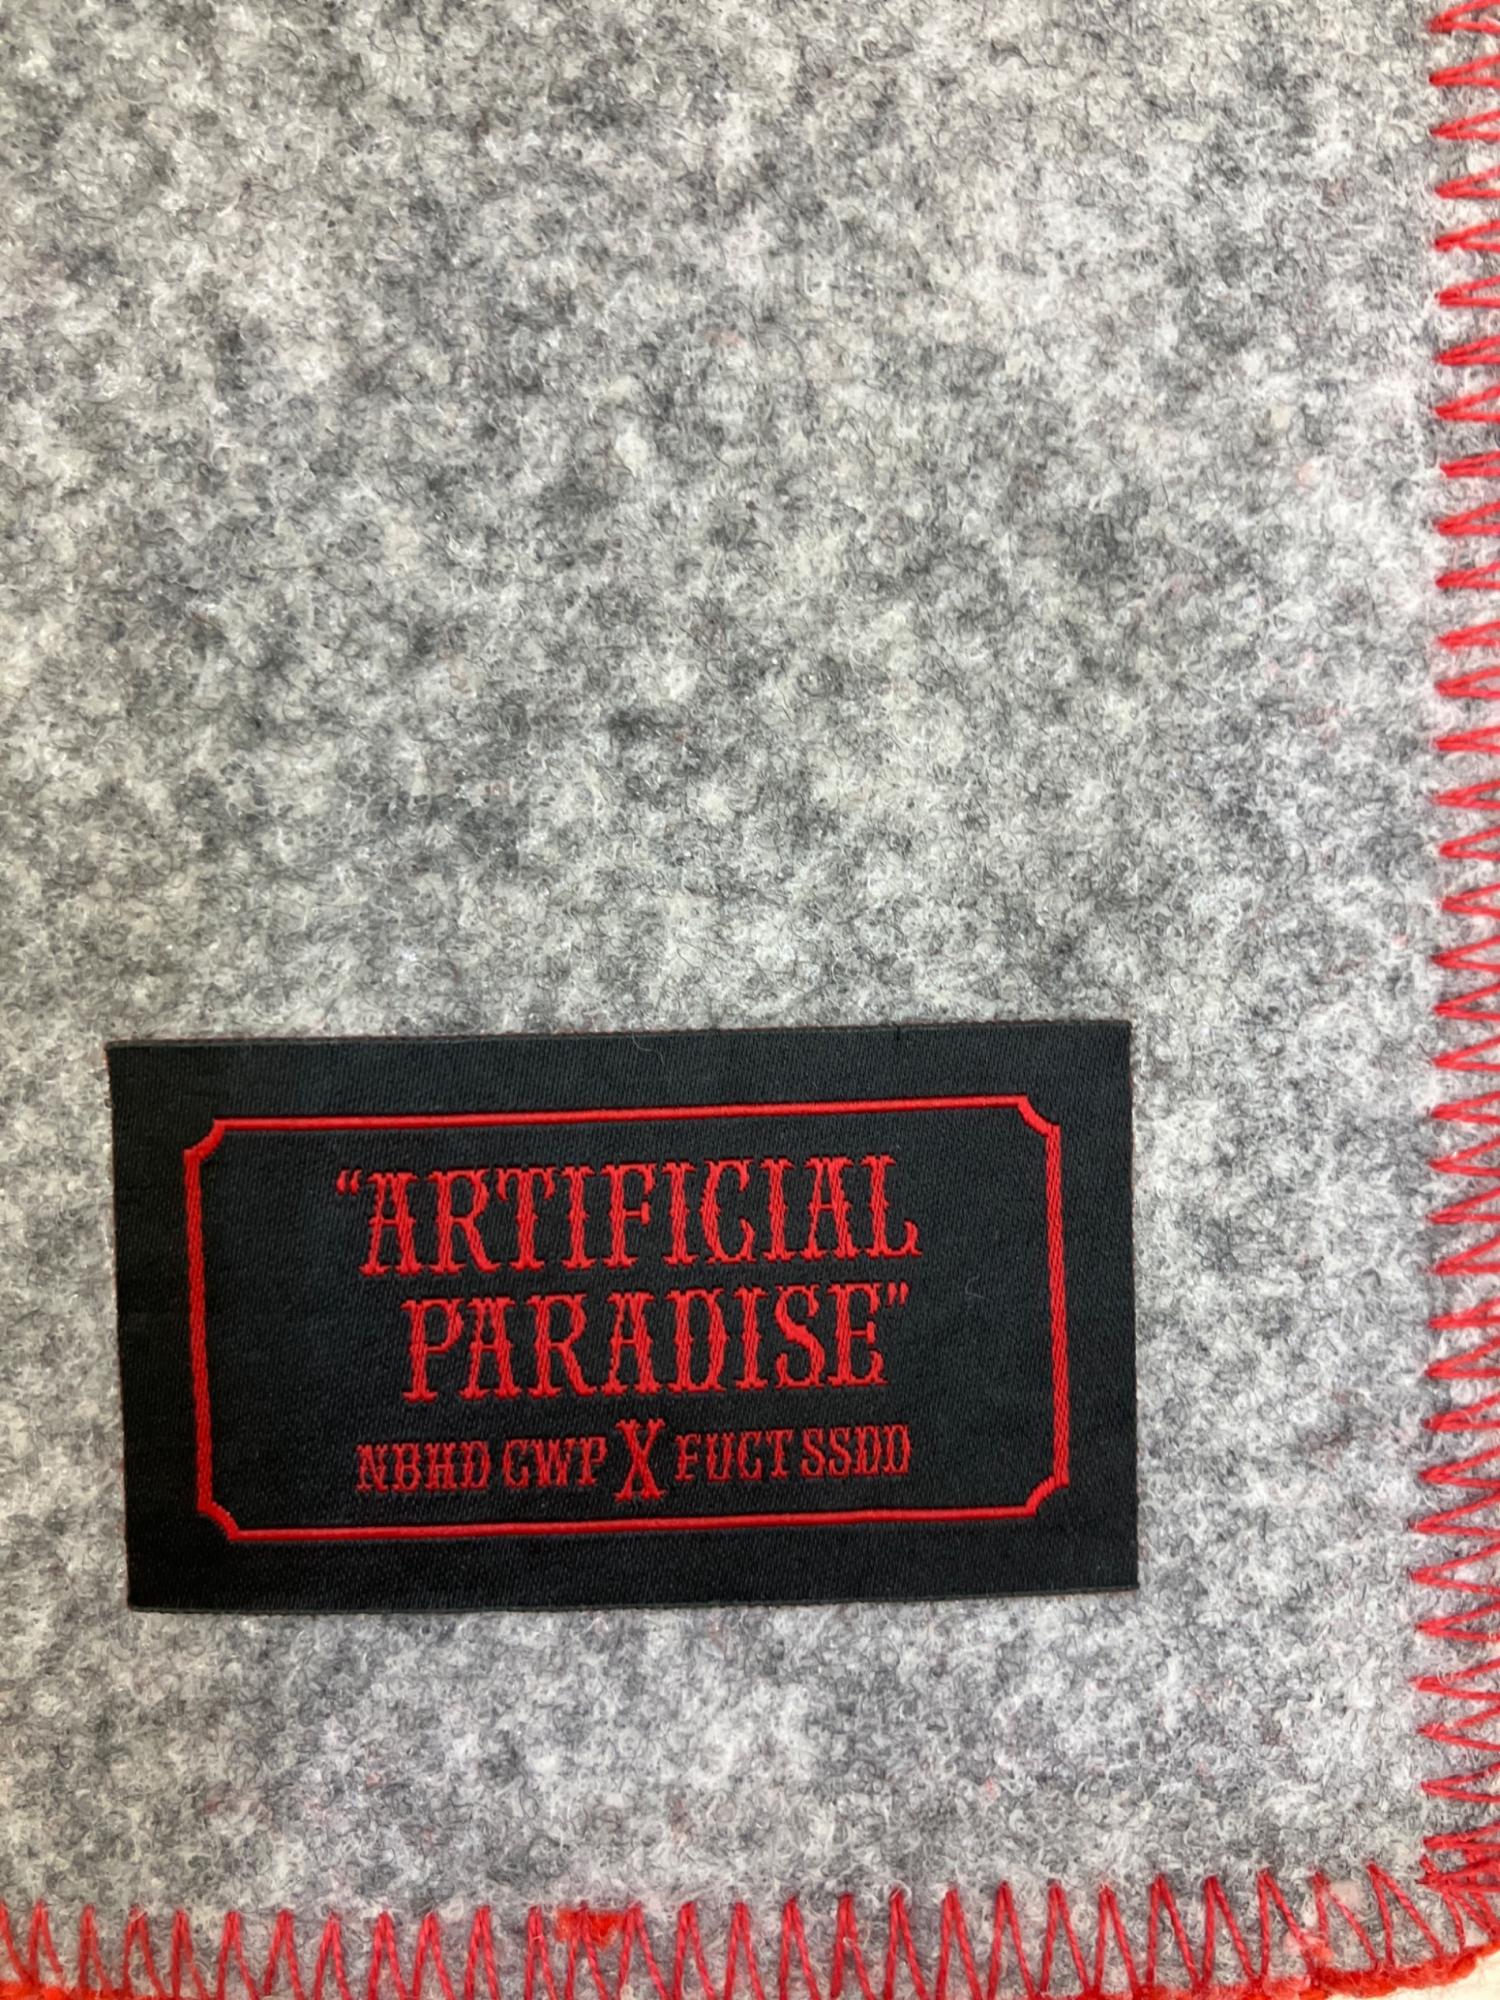 “ARTIFICIAL
PARADISE”
NBHD CWP X FUCT SSDD